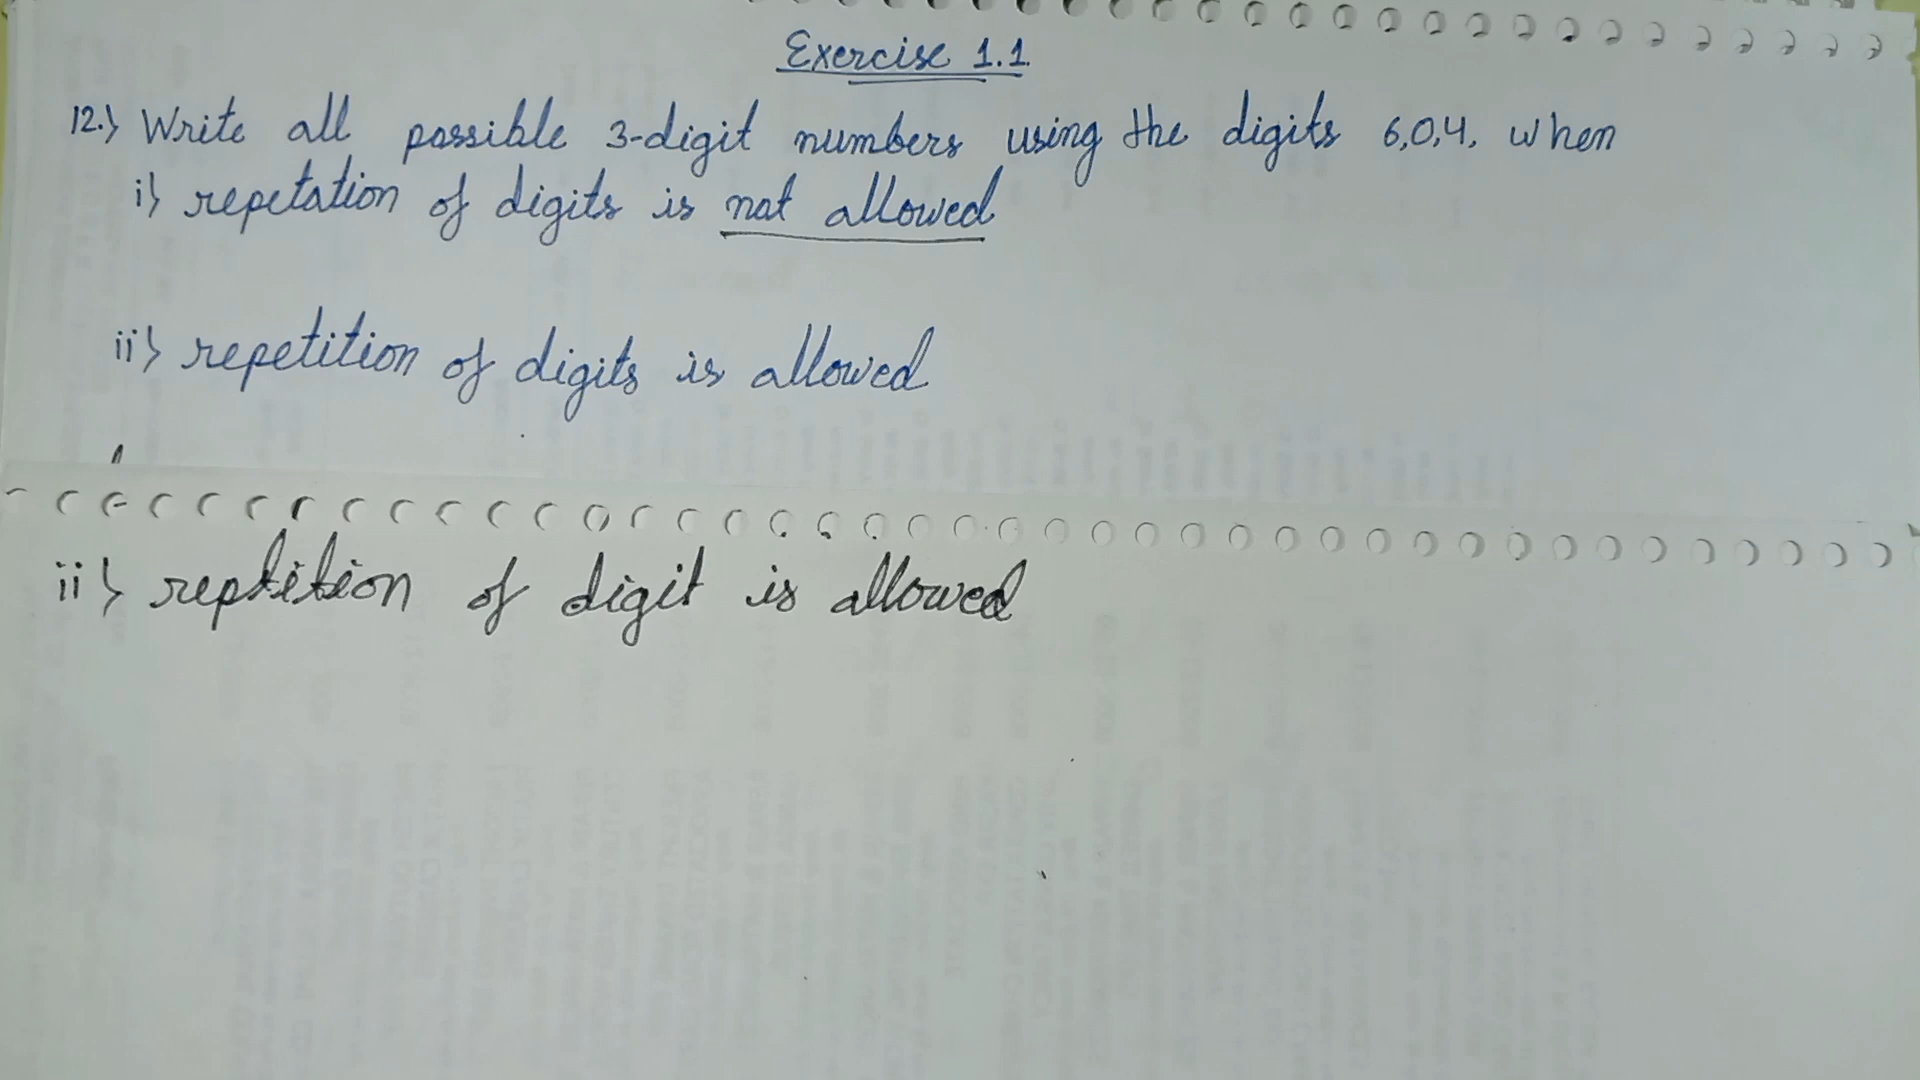 Exercise 1.1
12.) Write all possible 3-digit numbers using the digits 6,0,4, when
i) repetation of digits is not allowed
ii) repetition of digits is allowed
ii) reptition of digit is allowed